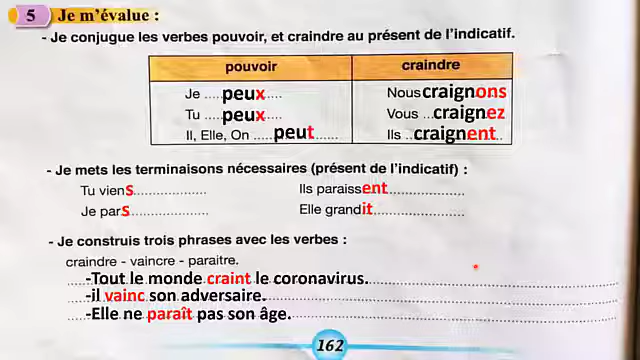 5 Je m'évalue :
- Je conjugue les verbes pouvoir, et craindre au présent de l'indicatif.
pouvoir craindre
Je .....peux..... Nous craignons
Tu .....peux..... Vous ...craignez
Il, Elle, On .....peut...... Ils ..craignent..
- Je mets les terminaisons nécessaires (présent de l'indicatif) :
Tu viens................... Ils paraissent...................
Je pars.................... Elle grandit.......................
- Je construis trois phrases avec les verbes :
craindre - vaincre - paraitre.
.....-Tout le monde craint le coronavirus.....
.....-il vainc son adversaire.....
.....-Elle ne paraît pas son âge.....
162